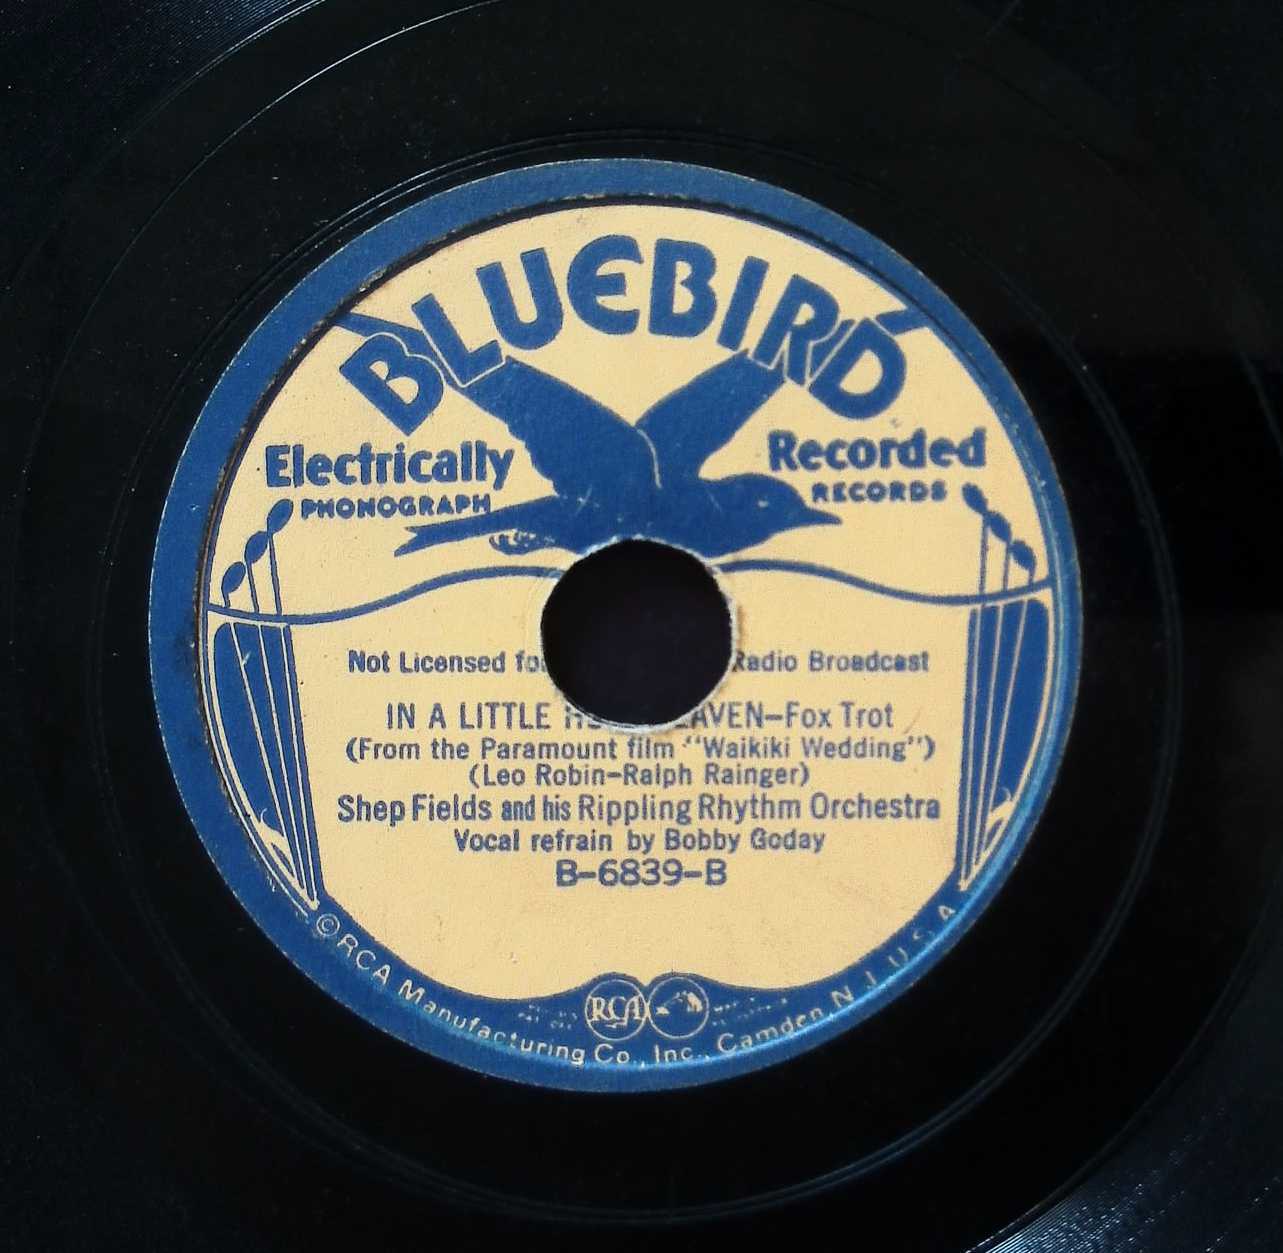 BLUEBIRD
Electrically Recorded
PHONOGRAPH RECORDS
Not Licensed fo Radio Broadcast
IN A LITTLE H EAVEN—Fox Trot
(From the Paramount film "Waikiki Wedding")
(Leo Robin-Ralph Rainger)
Shep Fields and his Rippling Rhythm Orchestra
Vocal refrain by Bobby Goday
B-6839-B
RCA
© RCA Manufacturing Co., Inc., Camden, N J U S A